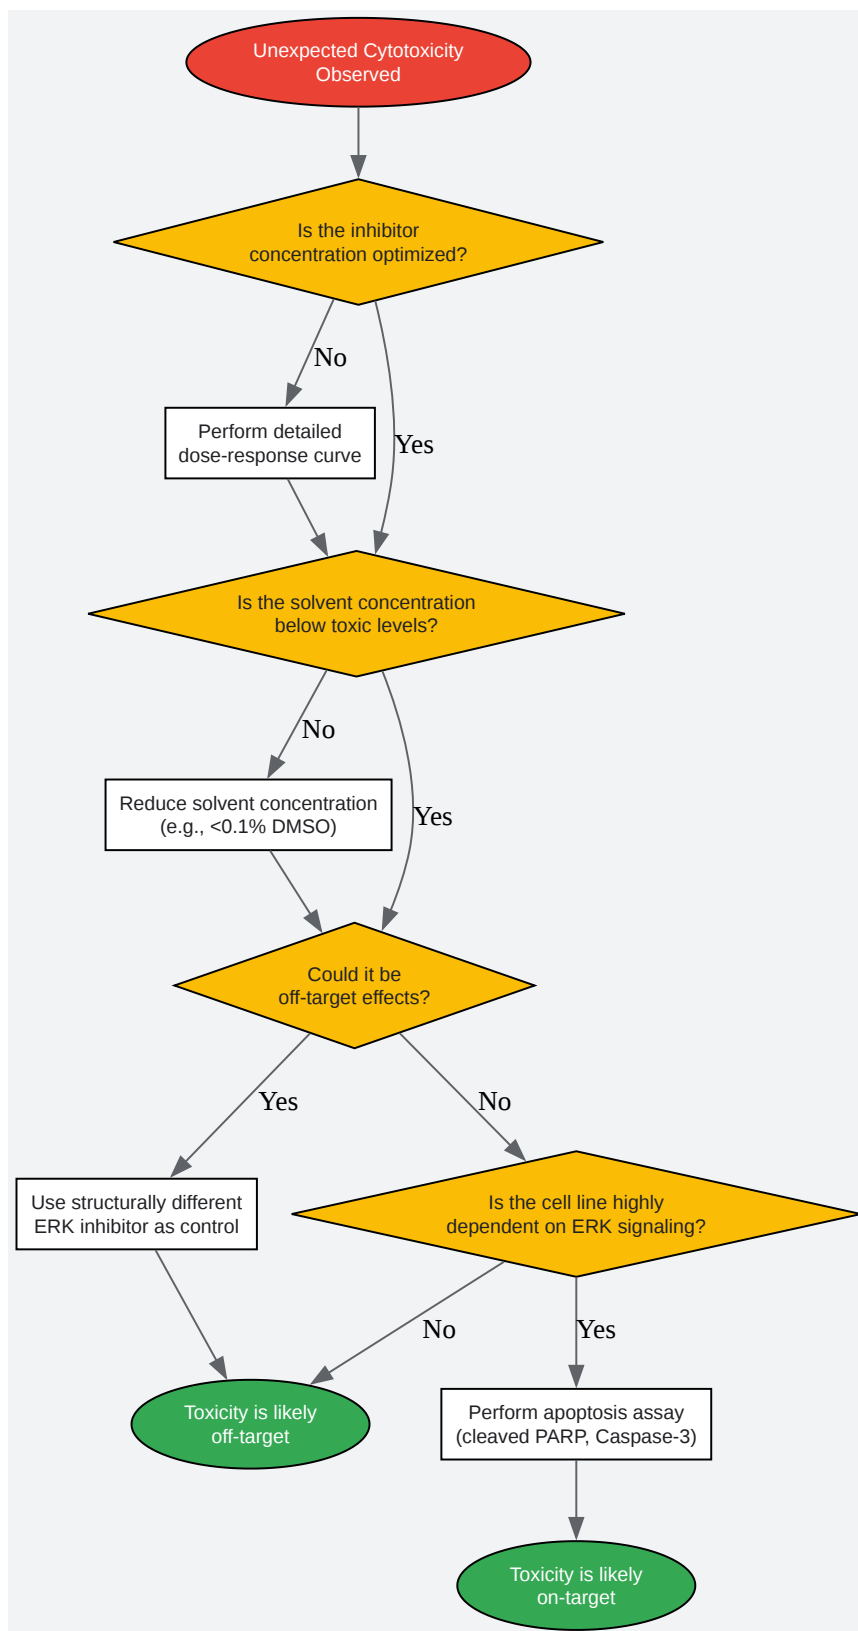 Unexpected Cytotoxicity
Observed
Is the inhibitor
concentration optimized?
No
Perform detailed
dose-response curve
Yes
Is the solvent concentration
below toxic levels?
No
Reduce solvent concentration
(e.g., <0.1% DMSO)
Yes
Could it be
off-target effects?
Yes
No
Use structurally different
ERK inhibitor as control
Is the cell line highly
dependent on ERK signaling?
No
Yes
Toxicity is likely
off-target
Perform apoptosis assay
(cleaved PARP, Caspase-3)
Toxicity is likely
on-target